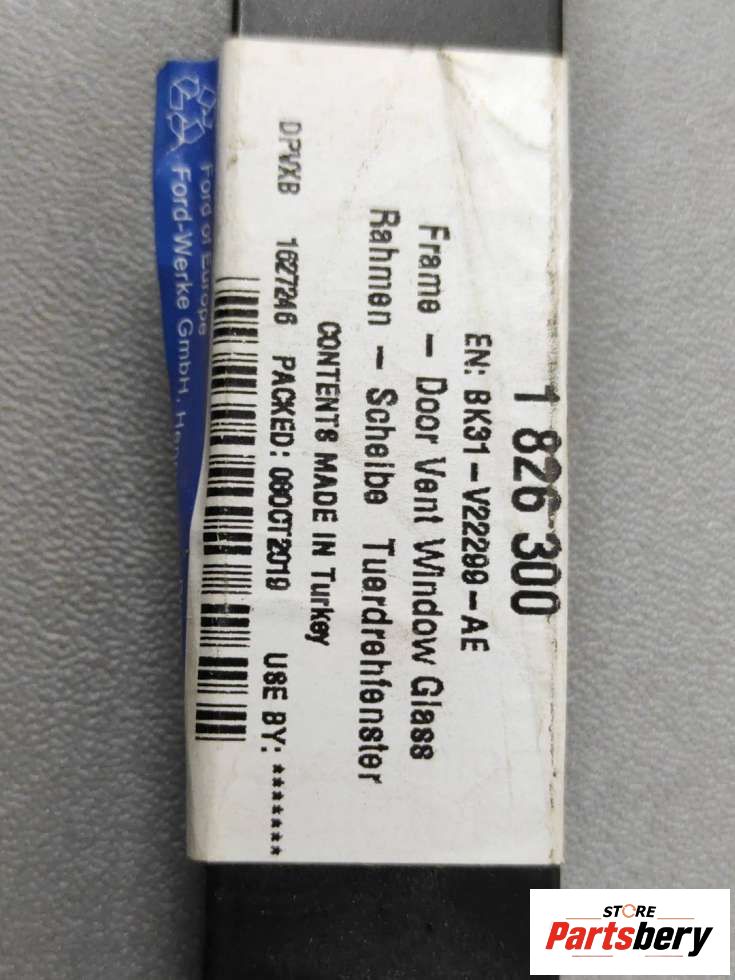 1 826 300
EN: BK31-V22299-AE
Frame - Door Vent Window Glass
Rahmen - Scheibe Tuerdrehfenster
CONTENTS MADE IN Turkey
DPVXB 1627246 PACKED: 08OCT2019 USE BY: *******
Ford of Europe
Ford-Werke GmbH,
STORE
Partsbery